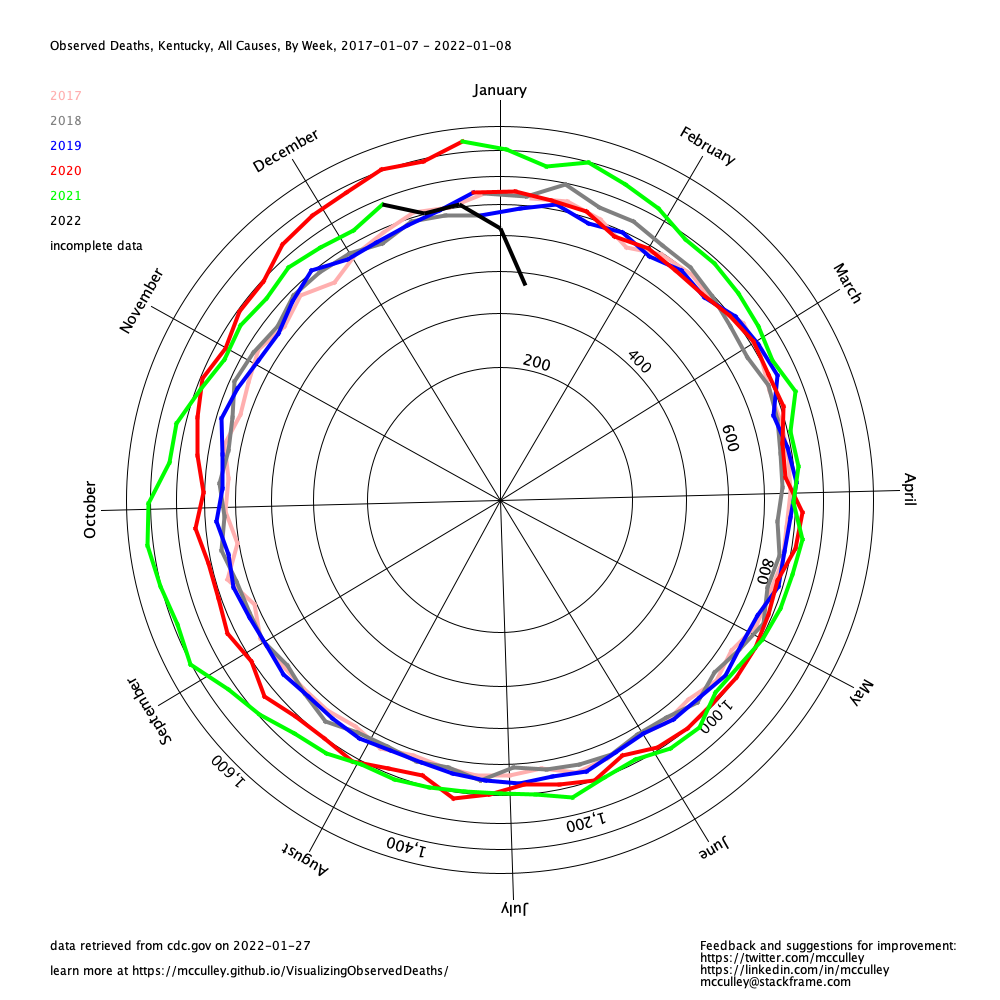 Observed Deaths, Kentucky, All Causes, By Week, 2017-01-07 - 2022-01-08
2017
2018
2019
2020
2021
2022
incomplete data
January
February
March
April
May
June
July
August
September
October
November
December
200
400
600
800
1,000
1,200
1,400
1,600
data retrieved from cdc.gov on 2022-01-27
learn more at https://mcculley.github.io/VisualizingObservedDeaths/
Feedback and suggestions for improvement:
https://twitter.com/mcculley
https://linkedin.com/in/mcculley
mcculley@stackframe.com